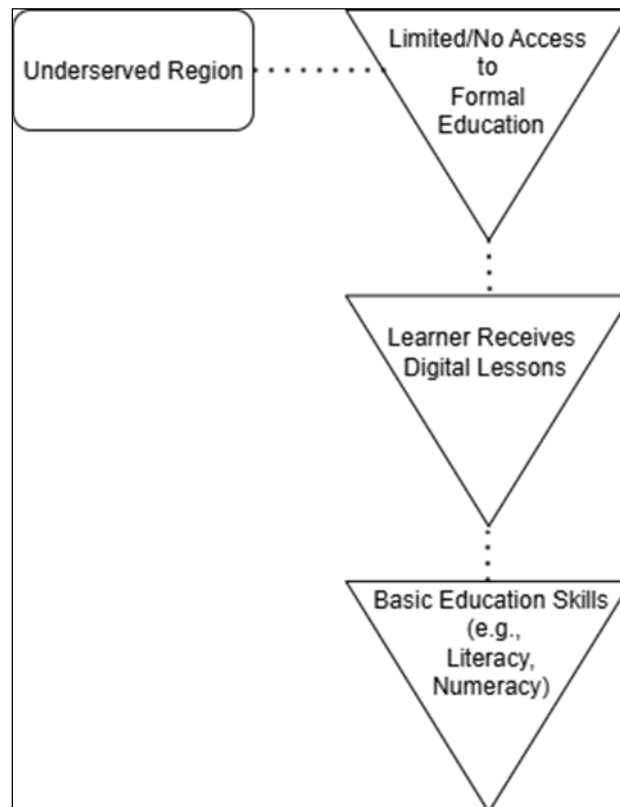 Underserved Region
Limited/No Access
to
Formal
Education
Learner Receives
Digital Lessons
Basic Education Skills
(e.g.,
Literacy,
Numeracy)